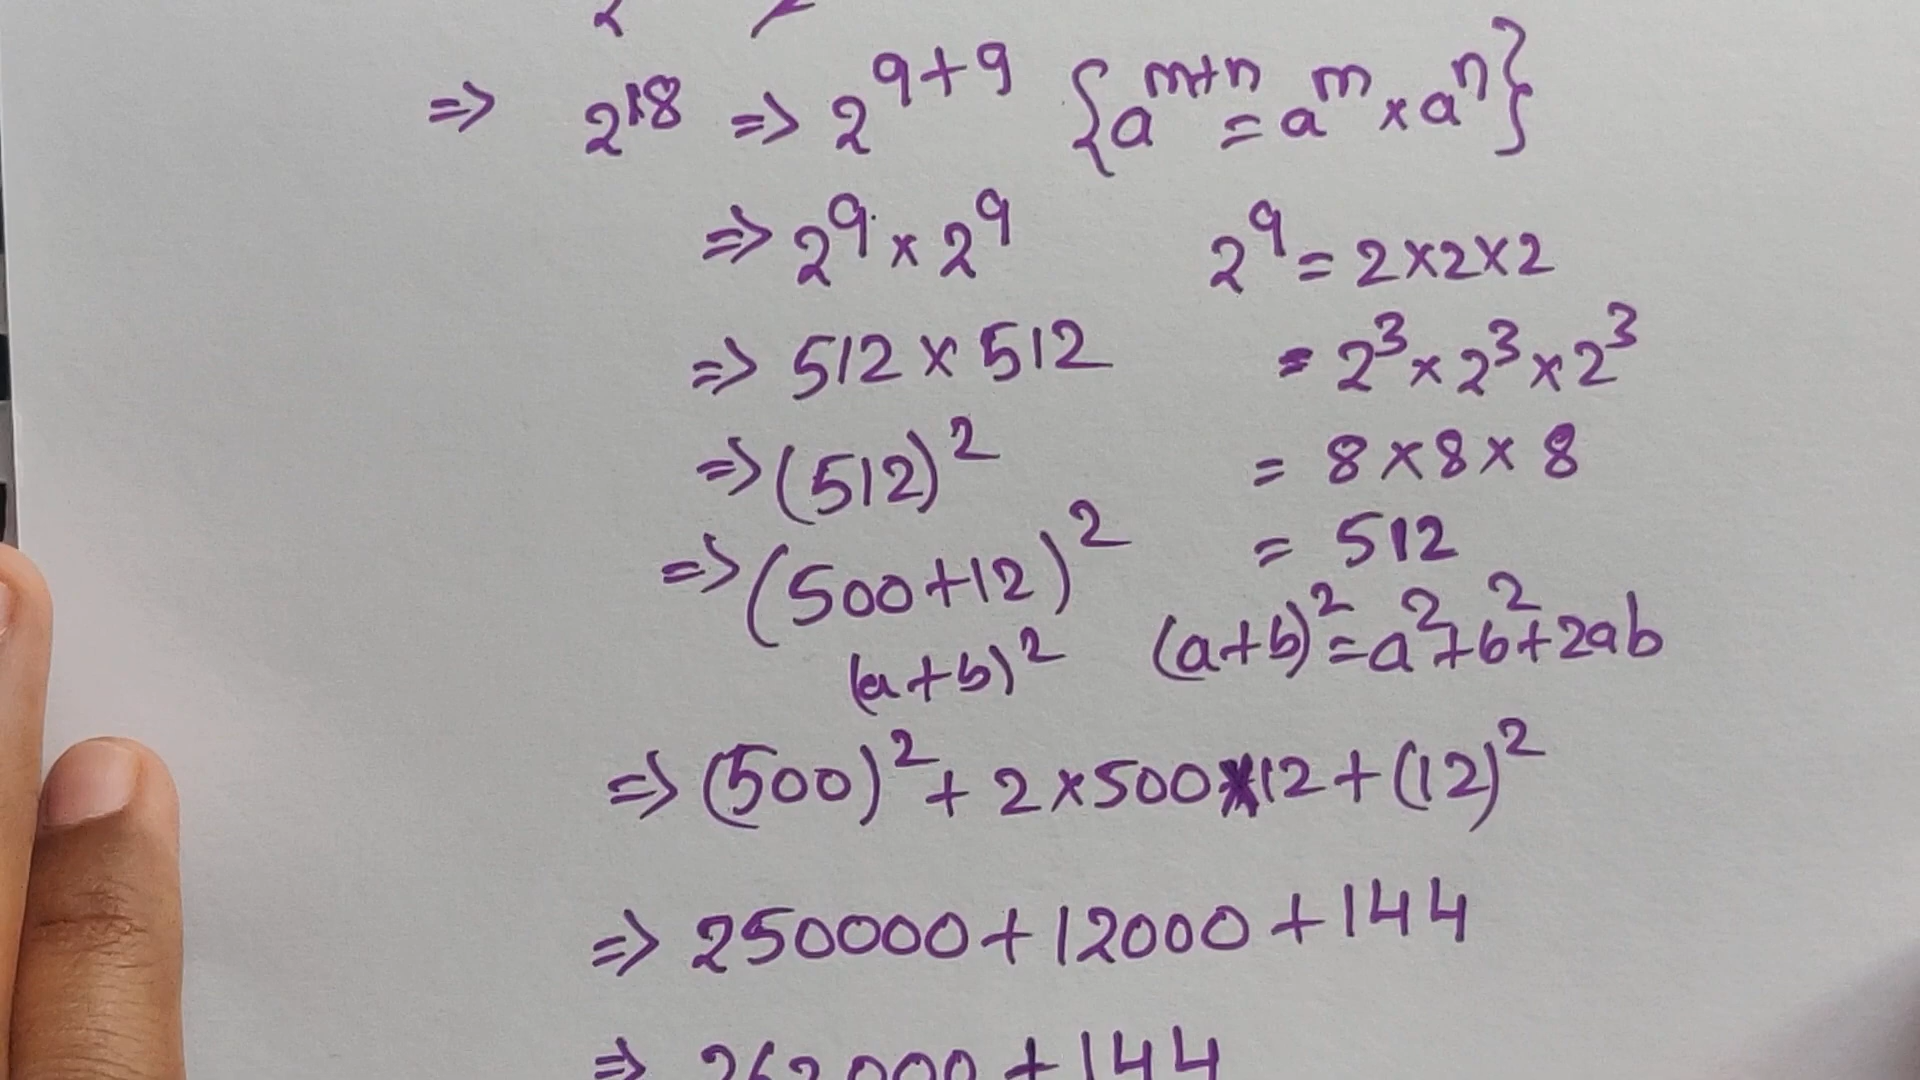 => 2^18 => 2^9+9 {a^m+n = a^m × a^n}
=> 2^9 × 2^9 2^9 = 2×2×2
=> 512 × 512 = 2^3 × 2^3 × 2^3
=> (512)^2 = 8 × 8 × 8
=> (500+12)^2 = 512
(a+b)^2 (a+b)^2 = a^2+b^2+2ab
=> (500)^2 + 2×500×12 + (12)^2
=> 250000 + 12000 + 144
=> 262000 + 144